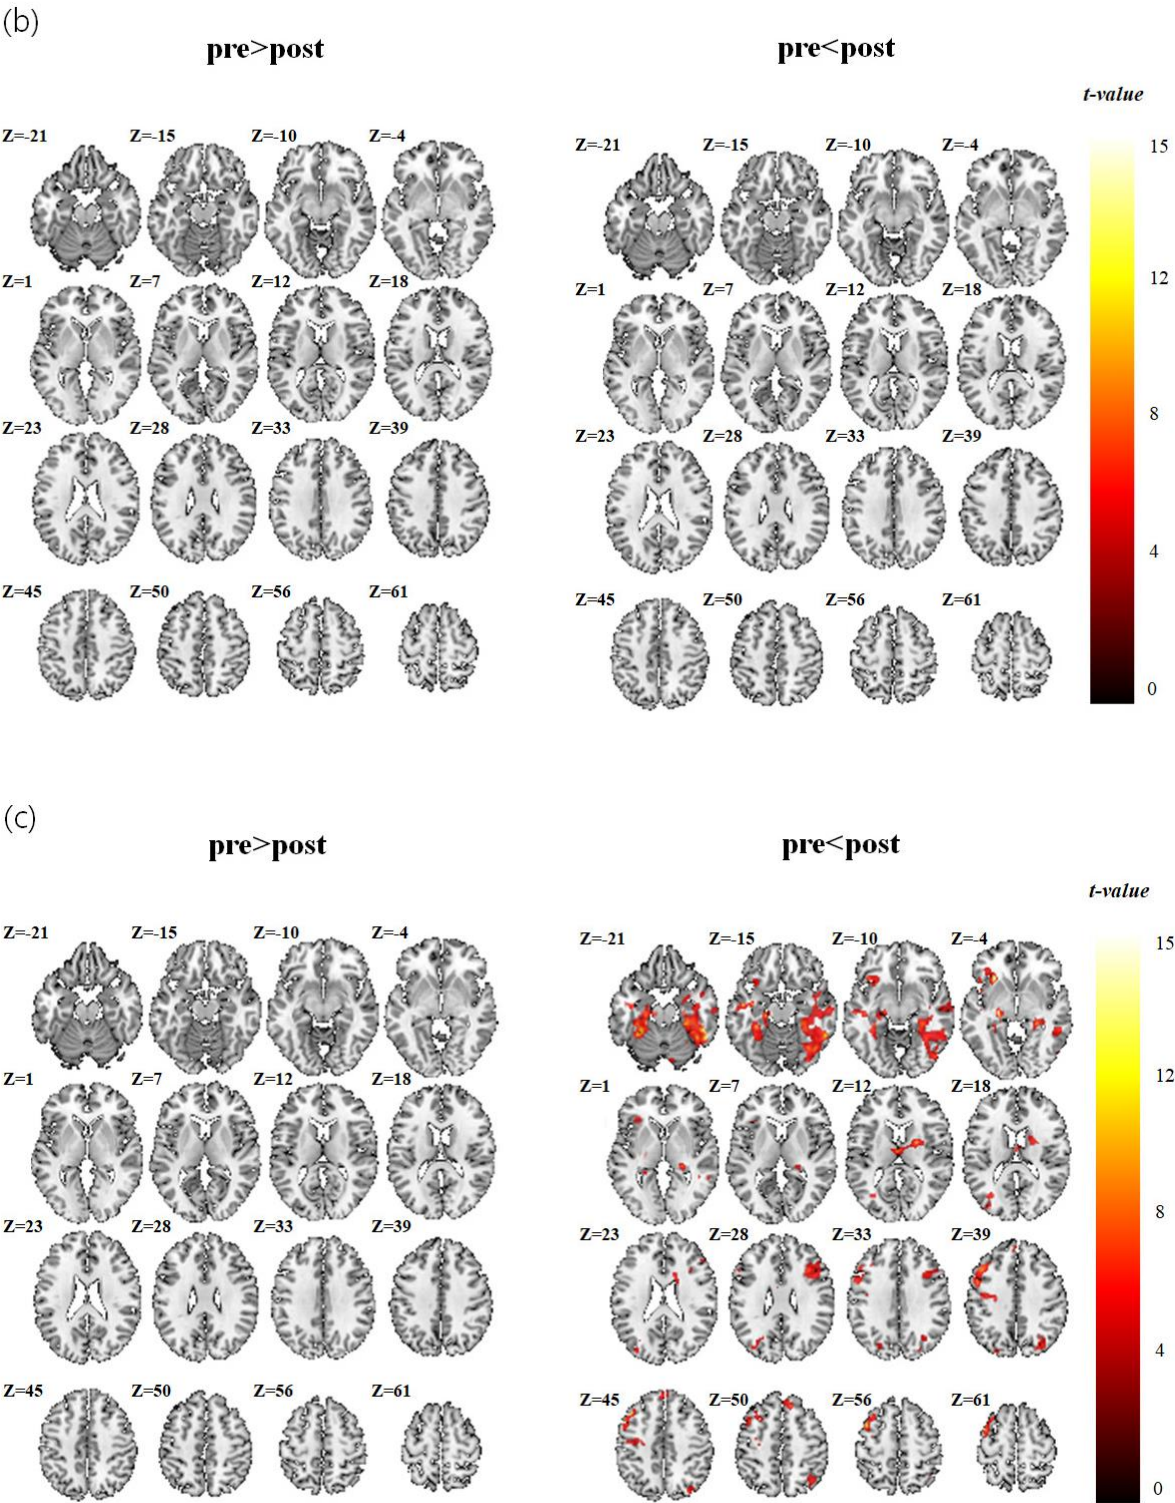 (b)
pre>post
pre<post
t-value
Z=-21 Z=-15 Z=-10 Z=-4
Z=-21 Z=-15 Z=-10 Z=-4
15
Z=1 Z=7 Z=12 Z=18
Z=1 Z=7 Z=12 Z=18
12
Z=23 Z=28 Z=33 Z=39
Z=23 Z=28 Z=33 Z=39
8
4
Z=45 Z=50 Z=56 Z=61
Z=45 Z=50 Z=56 Z=61
0
(c)
pre>post
pre<post
t-value
Z=-21 Z=-15 Z=-10 Z=-4
Z=-21 Z=-15 Z=-10 Z=-4
15
Z=1 Z=7 Z=12 Z=18
Z=1 Z=7 Z=12 Z=18
12
Z=23 Z=28 Z=33 Z=39
Z=23 Z=28 Z=33 Z=39
8
4
Z=45 Z=50 Z=56 Z=61
Z=45 Z=50 Z=56 Z=61
0